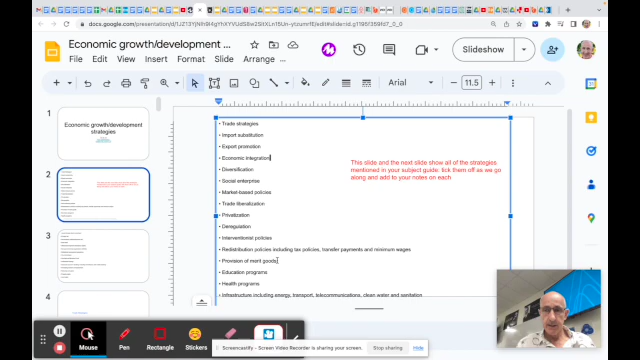 docs.google.com/presentation/d/
Economic growth/development ...
File Edit View Insert Format Slide Arrange
Slideshow
Arial
11.5
1
Economic growth/development strategies
2
3
4
• Trade strategies
• Import substitution
• Export promotion
• Economic integration
• Diversification
• Social enterprise
• Market-based policies
• Trade liberalization
• Privatization
• Deregulation
• Interventionist policies
• Redistribution policies including tax policies, transfer payments and minimum wages
• Provision of merit goods
• Education programs
• Health programs
• Infrastructure including energy, transport, telecommunications, clean water and sanitation
This slide and the next slide show all of the strategies
mentioned in your subject guide: tick them off as we go
along and add to your notes on each
Mouse
Pen
Rectangle
Stickers
Screencastify - Screen Video Recorder is sharing your screen.
Stop sharing
Hide